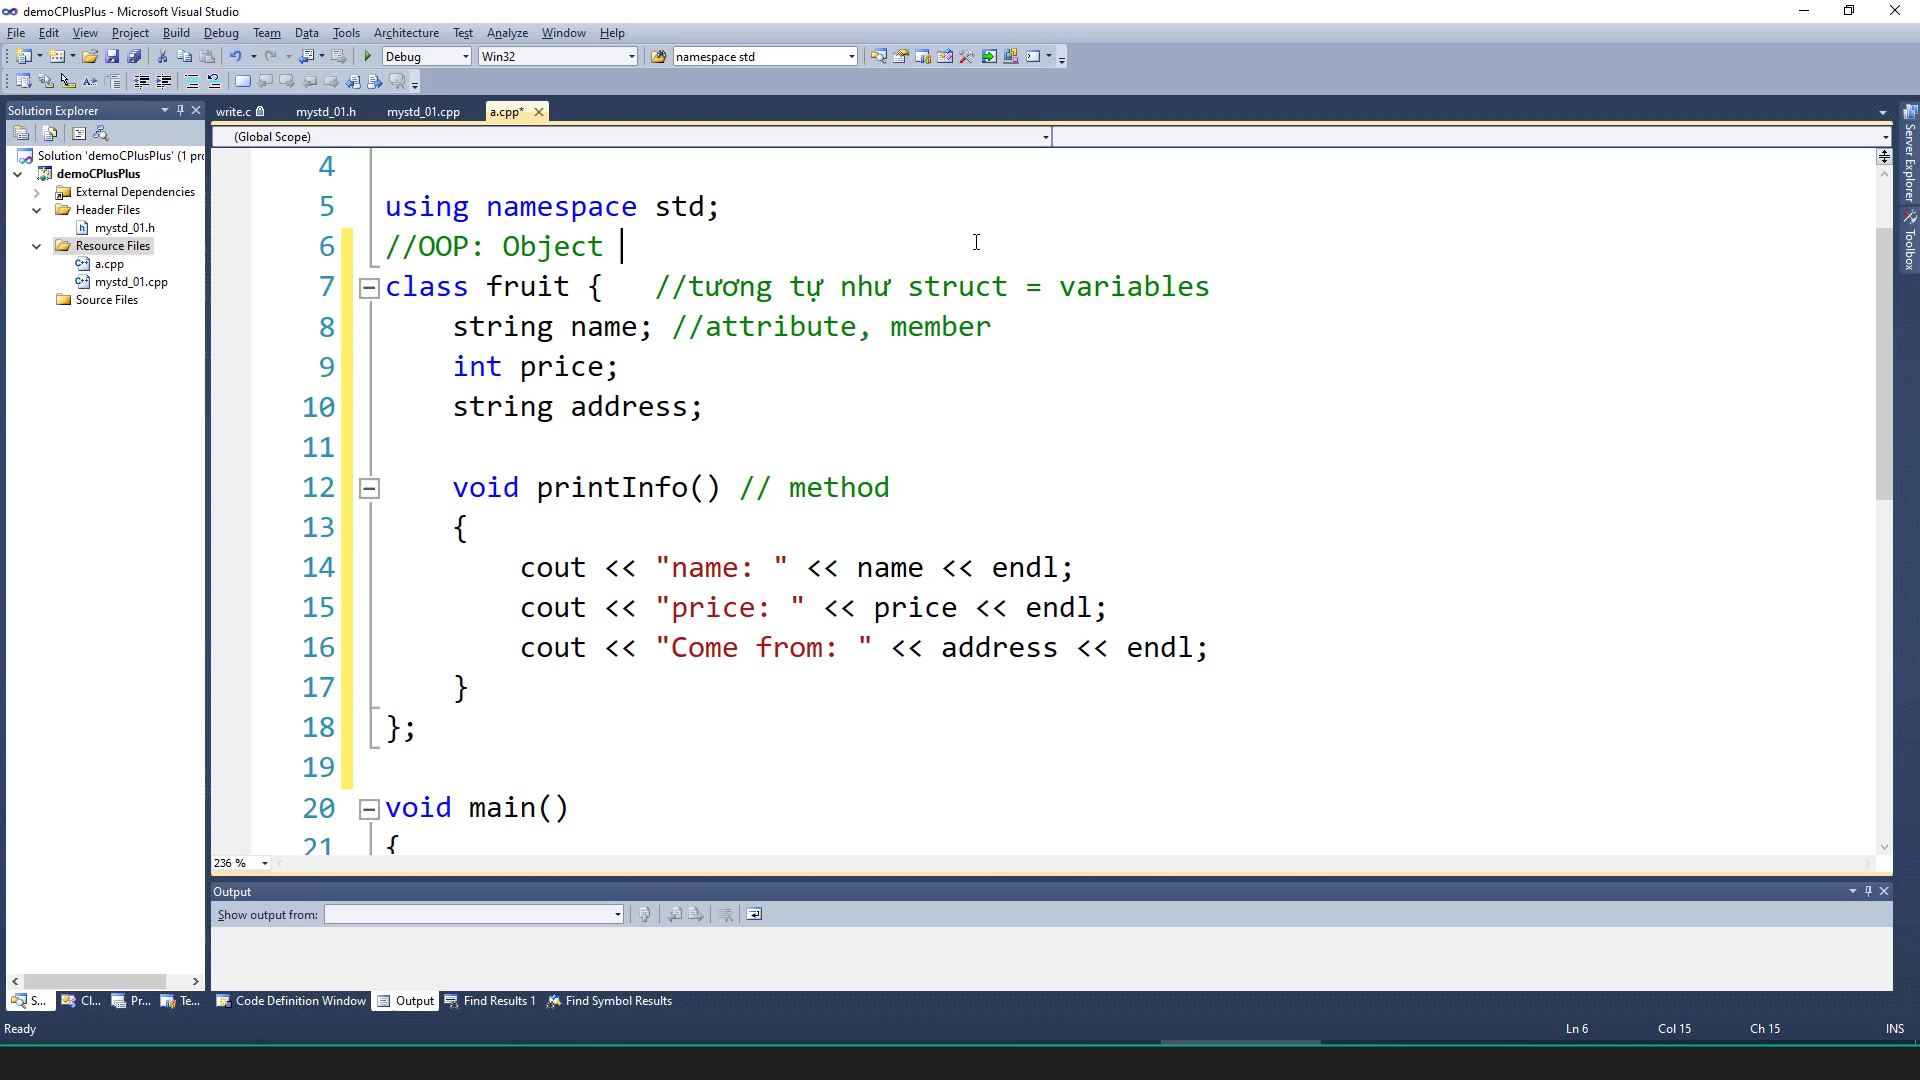 demoCPlusPlus - Microsoft Visual Studio
File Edit View Project Build Debug Team Data Tools Architecture Test Analyze Window Help
Debug Win32 namespace std
Solution Explorer
write.c mystd_01.h mystd_01.cpp a.cpp*
(Global Scope)
Solution 'demoCPlusPlus' (1 pr
demoCPlusPlus
External Dependencies
Header Files
mystd_01.h
Resource Files
a.cpp
mystd_01.cpp
Source Files
4
5 using namespace std;
6 //OOP: Object
7 class fruit { //tương tự như struct = variables
8 string name; //attribute, member
9 int price;
10 string address;
11
12 void printInfo() // method
13 {
14 cout << "name: " << name << endl;
15 cout << "price: " << price << endl;
16 cout << "Come from: " << address << endl;
17 }
18 };
19
20 void main()
21 {
236 %
Server Explorer
Toolbox
Output
Show output from:
S... Cl... Pr... Te... Code Definition Window Output Find Results 1 Find Symbol Results
Ready Ln 6 Col 15 Ch 15 INS